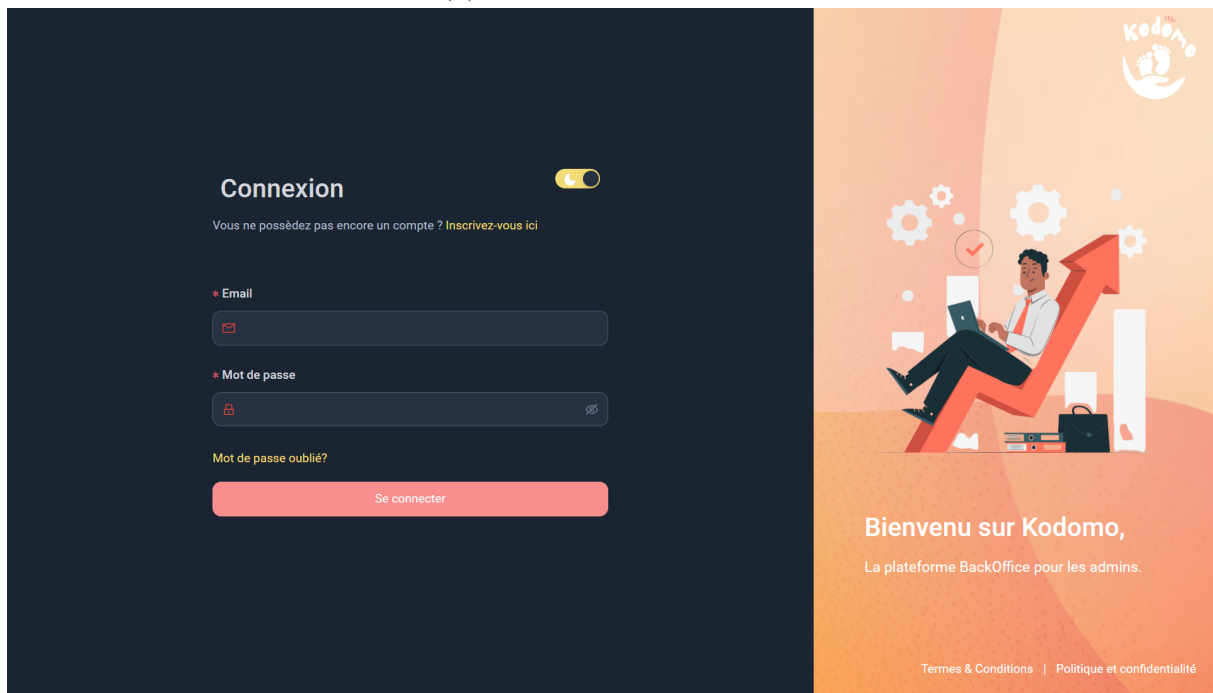 Kodomo
Connexion
Vous ne possèdez pas encore un compte ? Inscrivez-vous ici
* Email
* Mot de passe
Mot de passe oublié?
Se connecter
Bienvenu sur Kodomo,
La plateforme BackOffice pour les admins.
Termes & Conditions | Politique et confidentialité